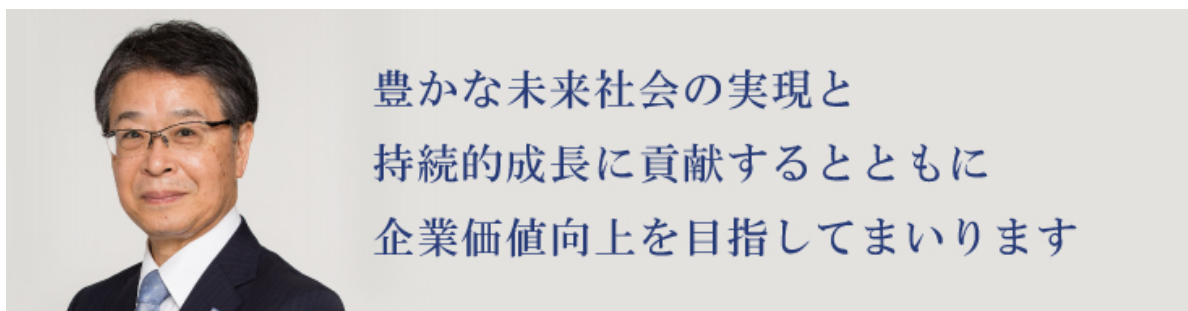 豊かな未来社会の実現と
持続的成長に貢献するとともに
企業価値向上を目指してまいります